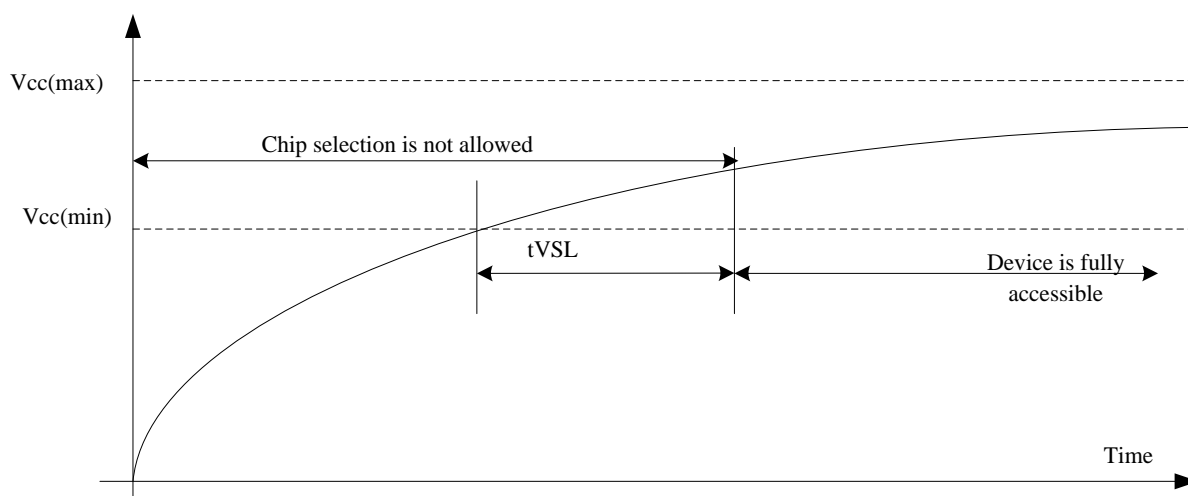 Vcc(max)
Chip selection is not allowed
Vcc(min)
tVSL
Device is fully
accessible
Time